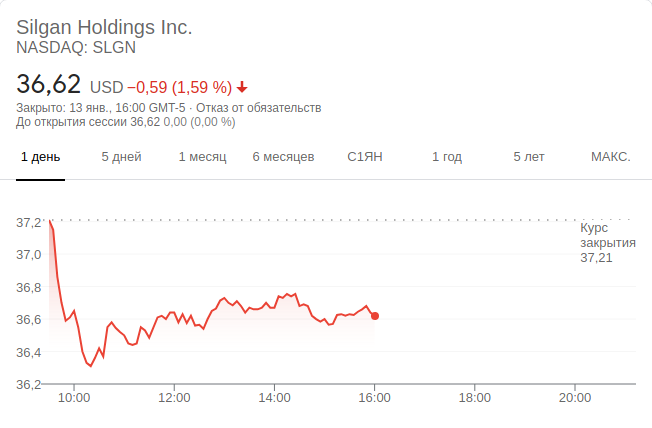 Silgan Holdings Inc.
NASDAQ: SLGN
36,62 USD −0,59 (1,59 %)
Закрыто: 13 янв., 16:00 GMT-5 · Отказ от обязательств
До открытия сессии 36,62 0,00 (0,00 %)
1 день 5 дней 1 месяц 6 месяцев С1ЯН 1 год 5 лет МАКС.
37,2
Курс
закрытия
37,21
37,0
36,8
36,6
36,4
36,2
10:00 12:00 14:00 16:00 18:00 20:00